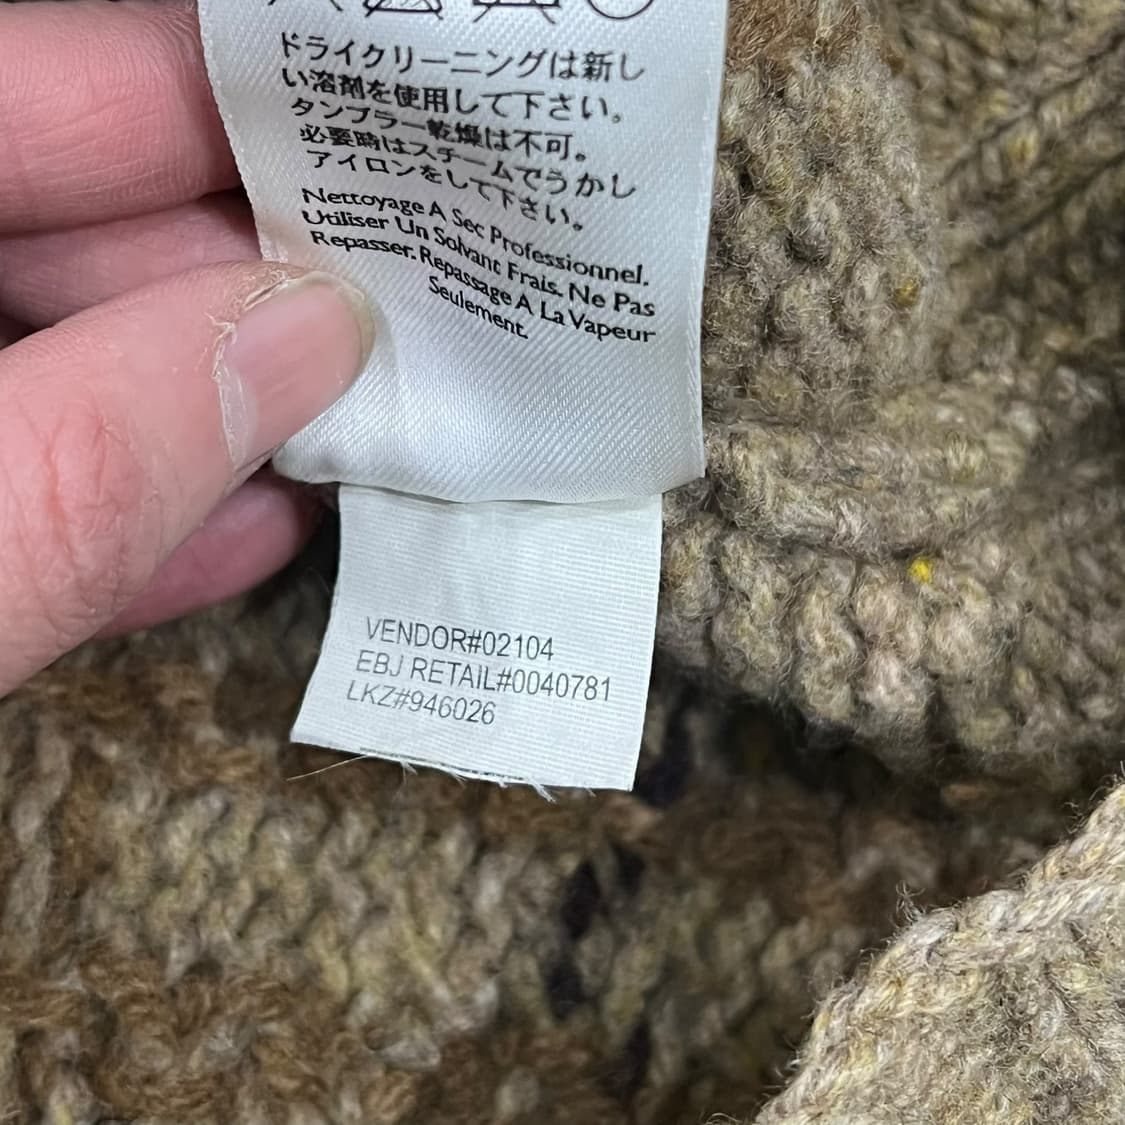 ドライクリーニングは新し
い溶剤を使用して下さい。
タンブラー乾燥は不可。
必要時はスチームでうかし
アイロンをして下さい。
Nettoyage A Sec Professionnel.
Utiliser Un Solvant Frais. Ne Pas
Repasser. Repassage A La Vapeur
Seulement.
VENDOR#02104
EBJ RETAIL#0040781
LKZ#946026